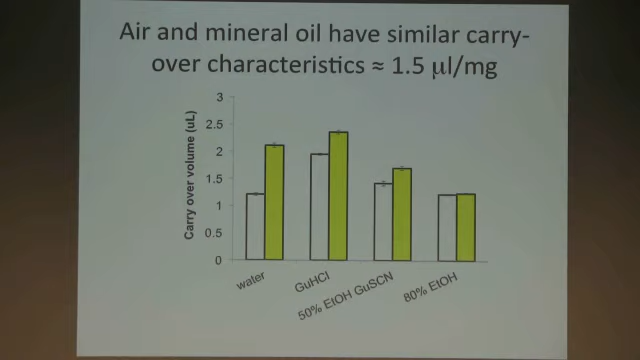 Air and mineral oil have similar carry-
over characteristics ≈ 1.5 µl/mg
3
2.5
2
1.5
1
0.5
0
Carry over volume (uL)
water
GuHCl
50% EtOH GuSCN
80% EtOH